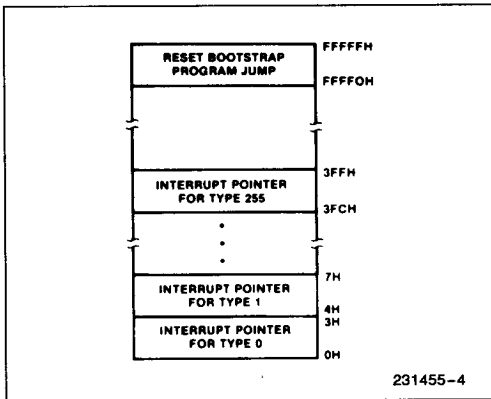 RESET BOOTSTRAP
PROGRAM JUMP
FFFFFH
FFFF0H
INTERRUPT POINTER
FOR TYPE 255
3FFH
3FCH
INTERRUPT POINTER
FOR TYPE 1
7H
4H
INTERRUPT POINTER
FOR TYPE 0
3H
0H
231455-4